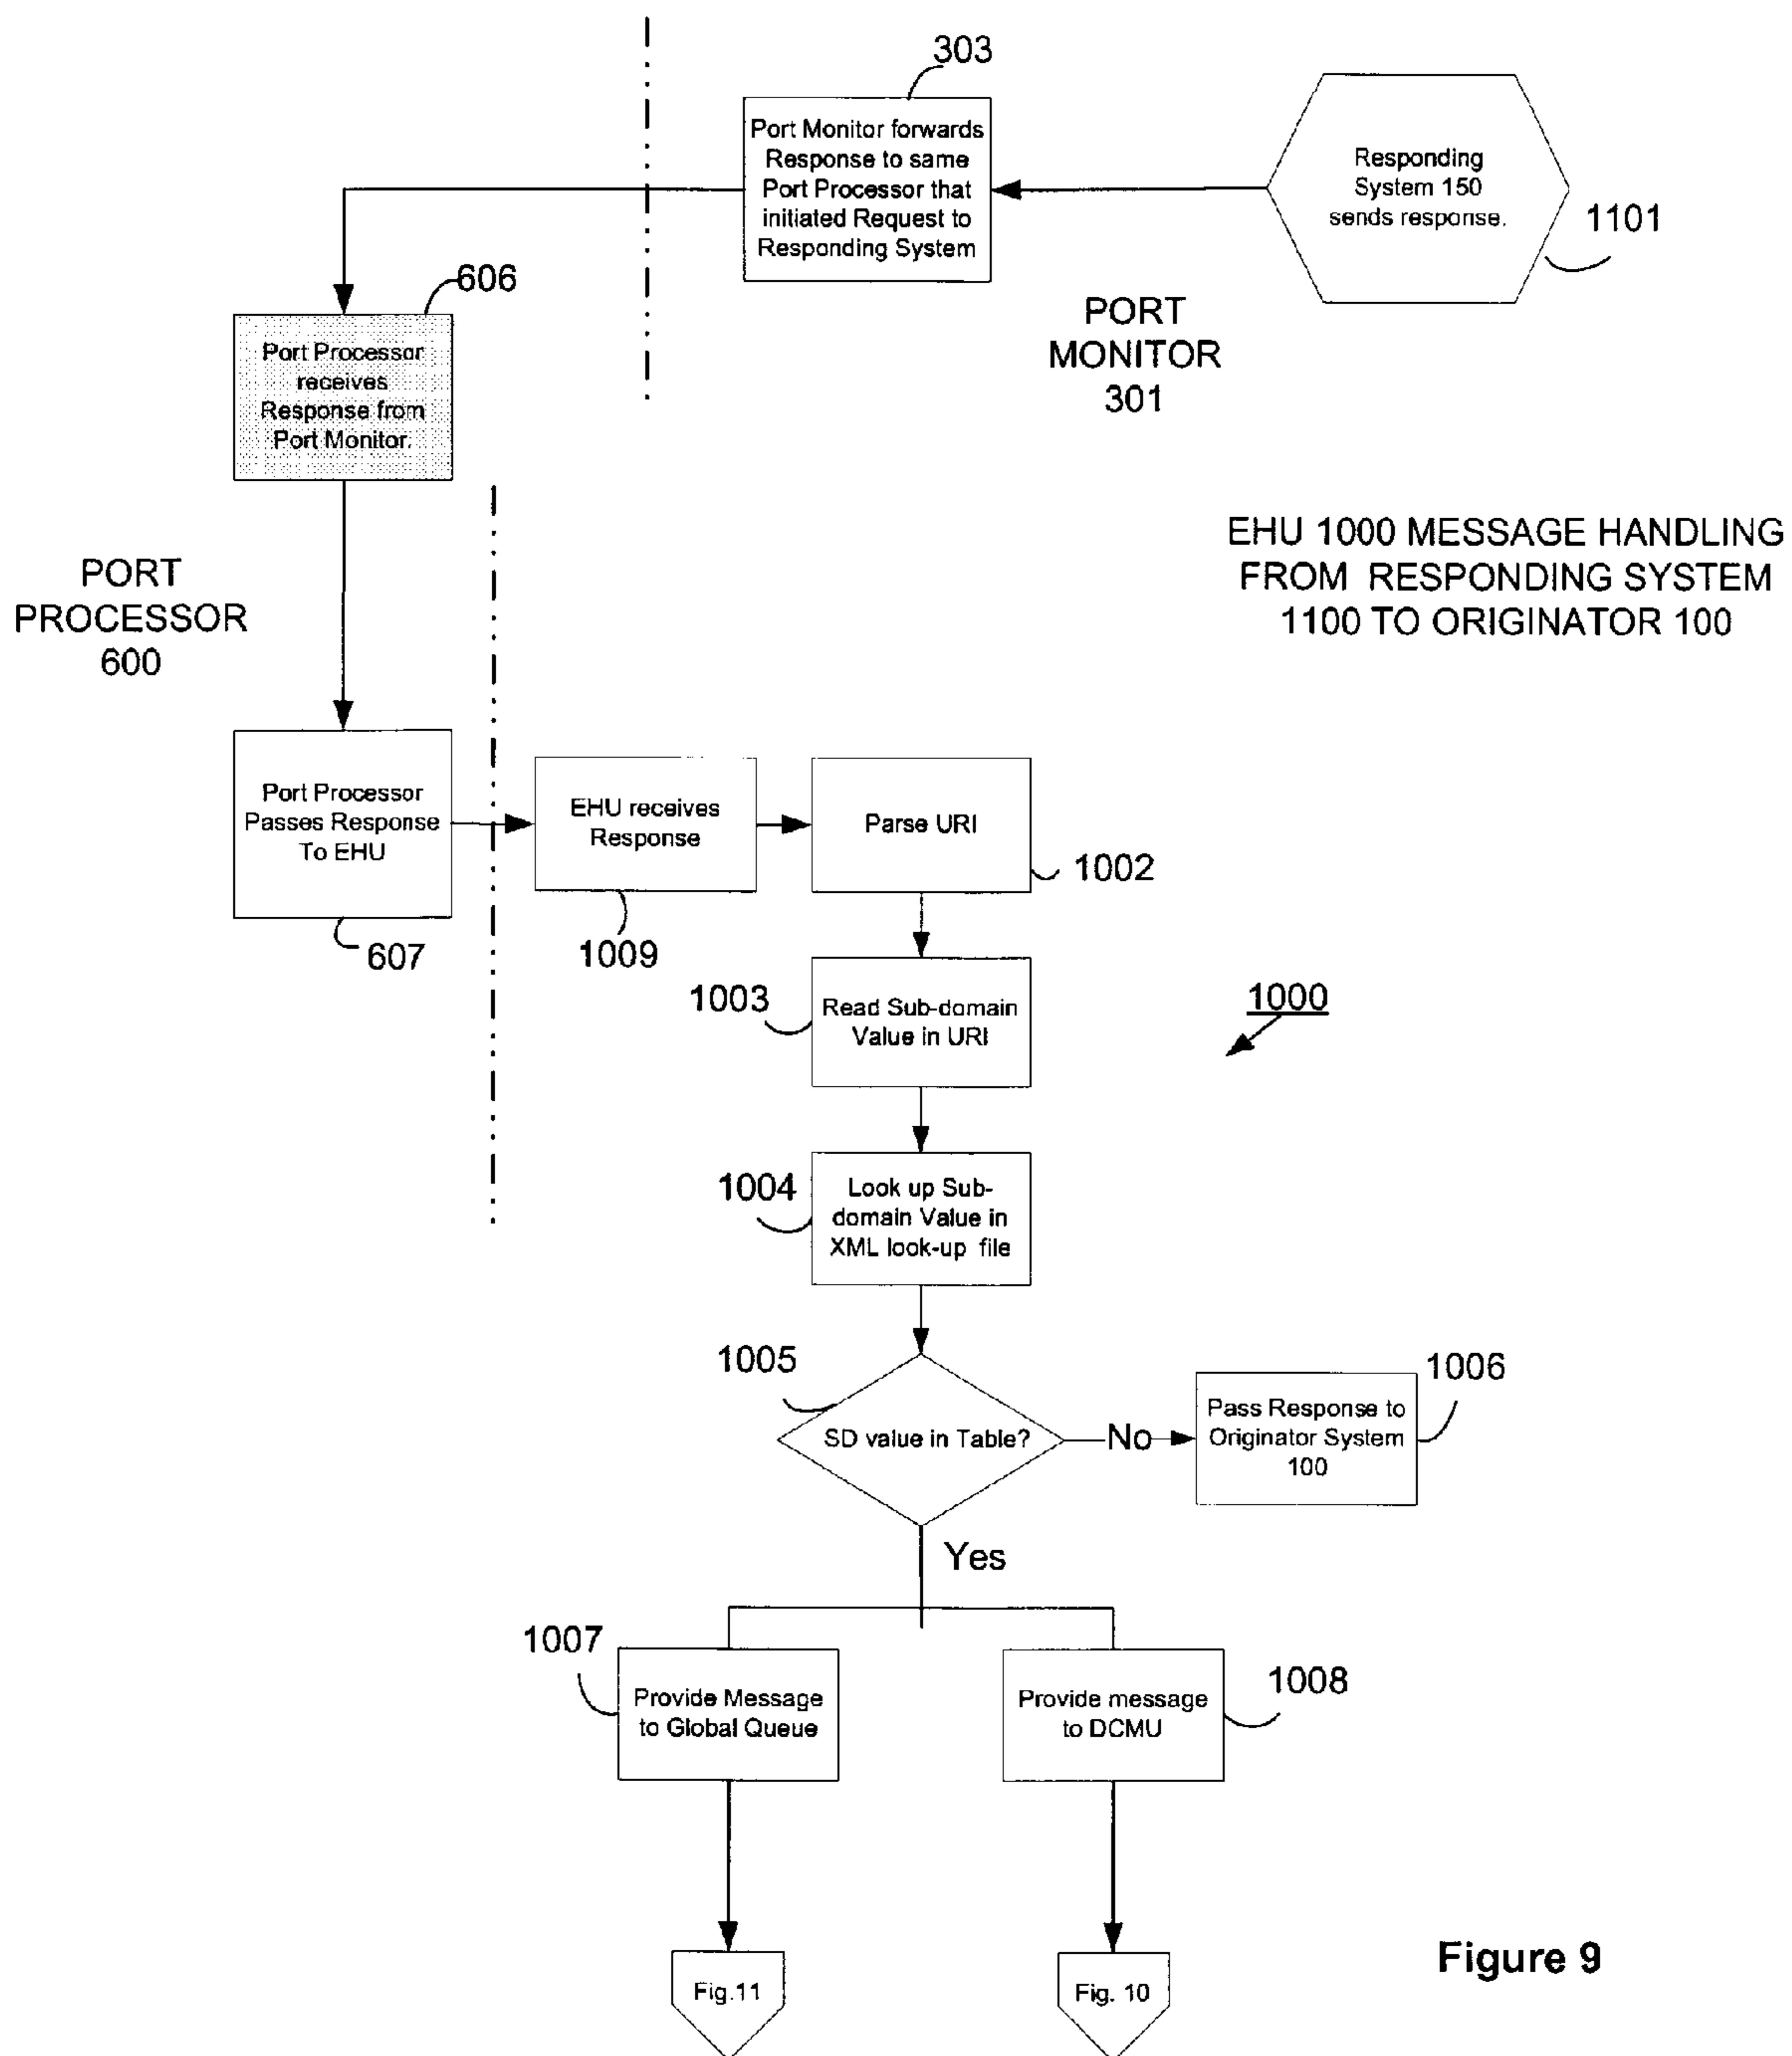 303
Port Monitor forwards
Response to same
Port Processor that
initiated Request to
Responding System
Responding
System 150
sends response.
1101
PORT
MONITOR
301
606
Port Processor
receives
Response from
Port Monitor.
EHU 1000 MESSAGE HANDLING
FROM RESPONDING SYSTEM
1100 TO ORIGINATOR 100
PORT
PROCESSOR
600
Port Processor
Passes Response
To EHU
607
EHU receives
Response
1009
Parse URI
1002
1003
Read Sub-domain
Value in URI
1000
1004
Look up Sub-
domain Value in
XML look-up file
1005
SD value in Table?
No
1006
Pass Response to
Originator System
100
Yes
1007
Provide Message
to Global Queue
1008
Provide message
to DCMU
Fig.11
Fig. 10
Figure 9